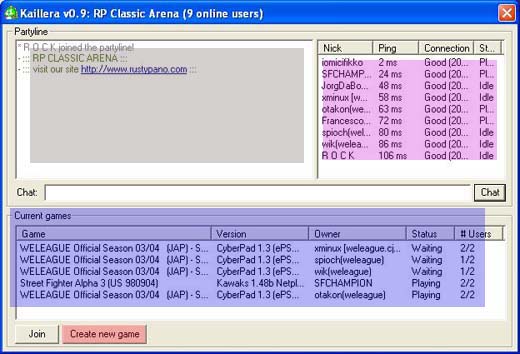 Kaillera v0.9: RP Classic Arena (9 online users)
Partyline
* R O C K joined the partyline!
- ::: RP CLASSIC ARENA :::
- ::: visit our site http://www.rustypano.com :::
Nick Ping Connection St...
iomicifikko 2 ms Good (20... Pl...
SFCHAMP... 24 ms Good (20... Pl...
JorgDaBo... 48 ms Good (20... Idle
xminux [w... 58 ms Good (20... Pl...
otakon(we... 63 ms Good (20... Pl...
Francesco... 72 ms Good (20... Pl...
spioch(wel... 80 ms Good (20... Idle
wik(welea... 86 ms Good (20... Idle
R O C K 106 ms Good (20... Idle
Chat: Chat
Current games
Game Version Owner Status # Users
WELEAGUE Official Season 03/04 (JAP) - S... CyberPad 1.3 (ePS... xminux [weleague.cj... Waiting 2/2
WELEAGUE Official Season 03/04 (JAP) - S... CyberPad 1.3 (ePS... spioch(weleague) Waiting 1/2
WELEAGUE Official Season 03/04 (JAP) - S... CyberPad 1.3 (ePS... wik(weleague) Waiting 1/2
Street Fighter Alpha 3 (US 980904) Kawaks 1.48b Netpl... SFCHAMPION Playing 2/2
WELEAGUE Official Season 03/04 (JAP) - S... CyberPad 1.3 (ePS... otakon(weleague) Playing 2/2
Join Create new game